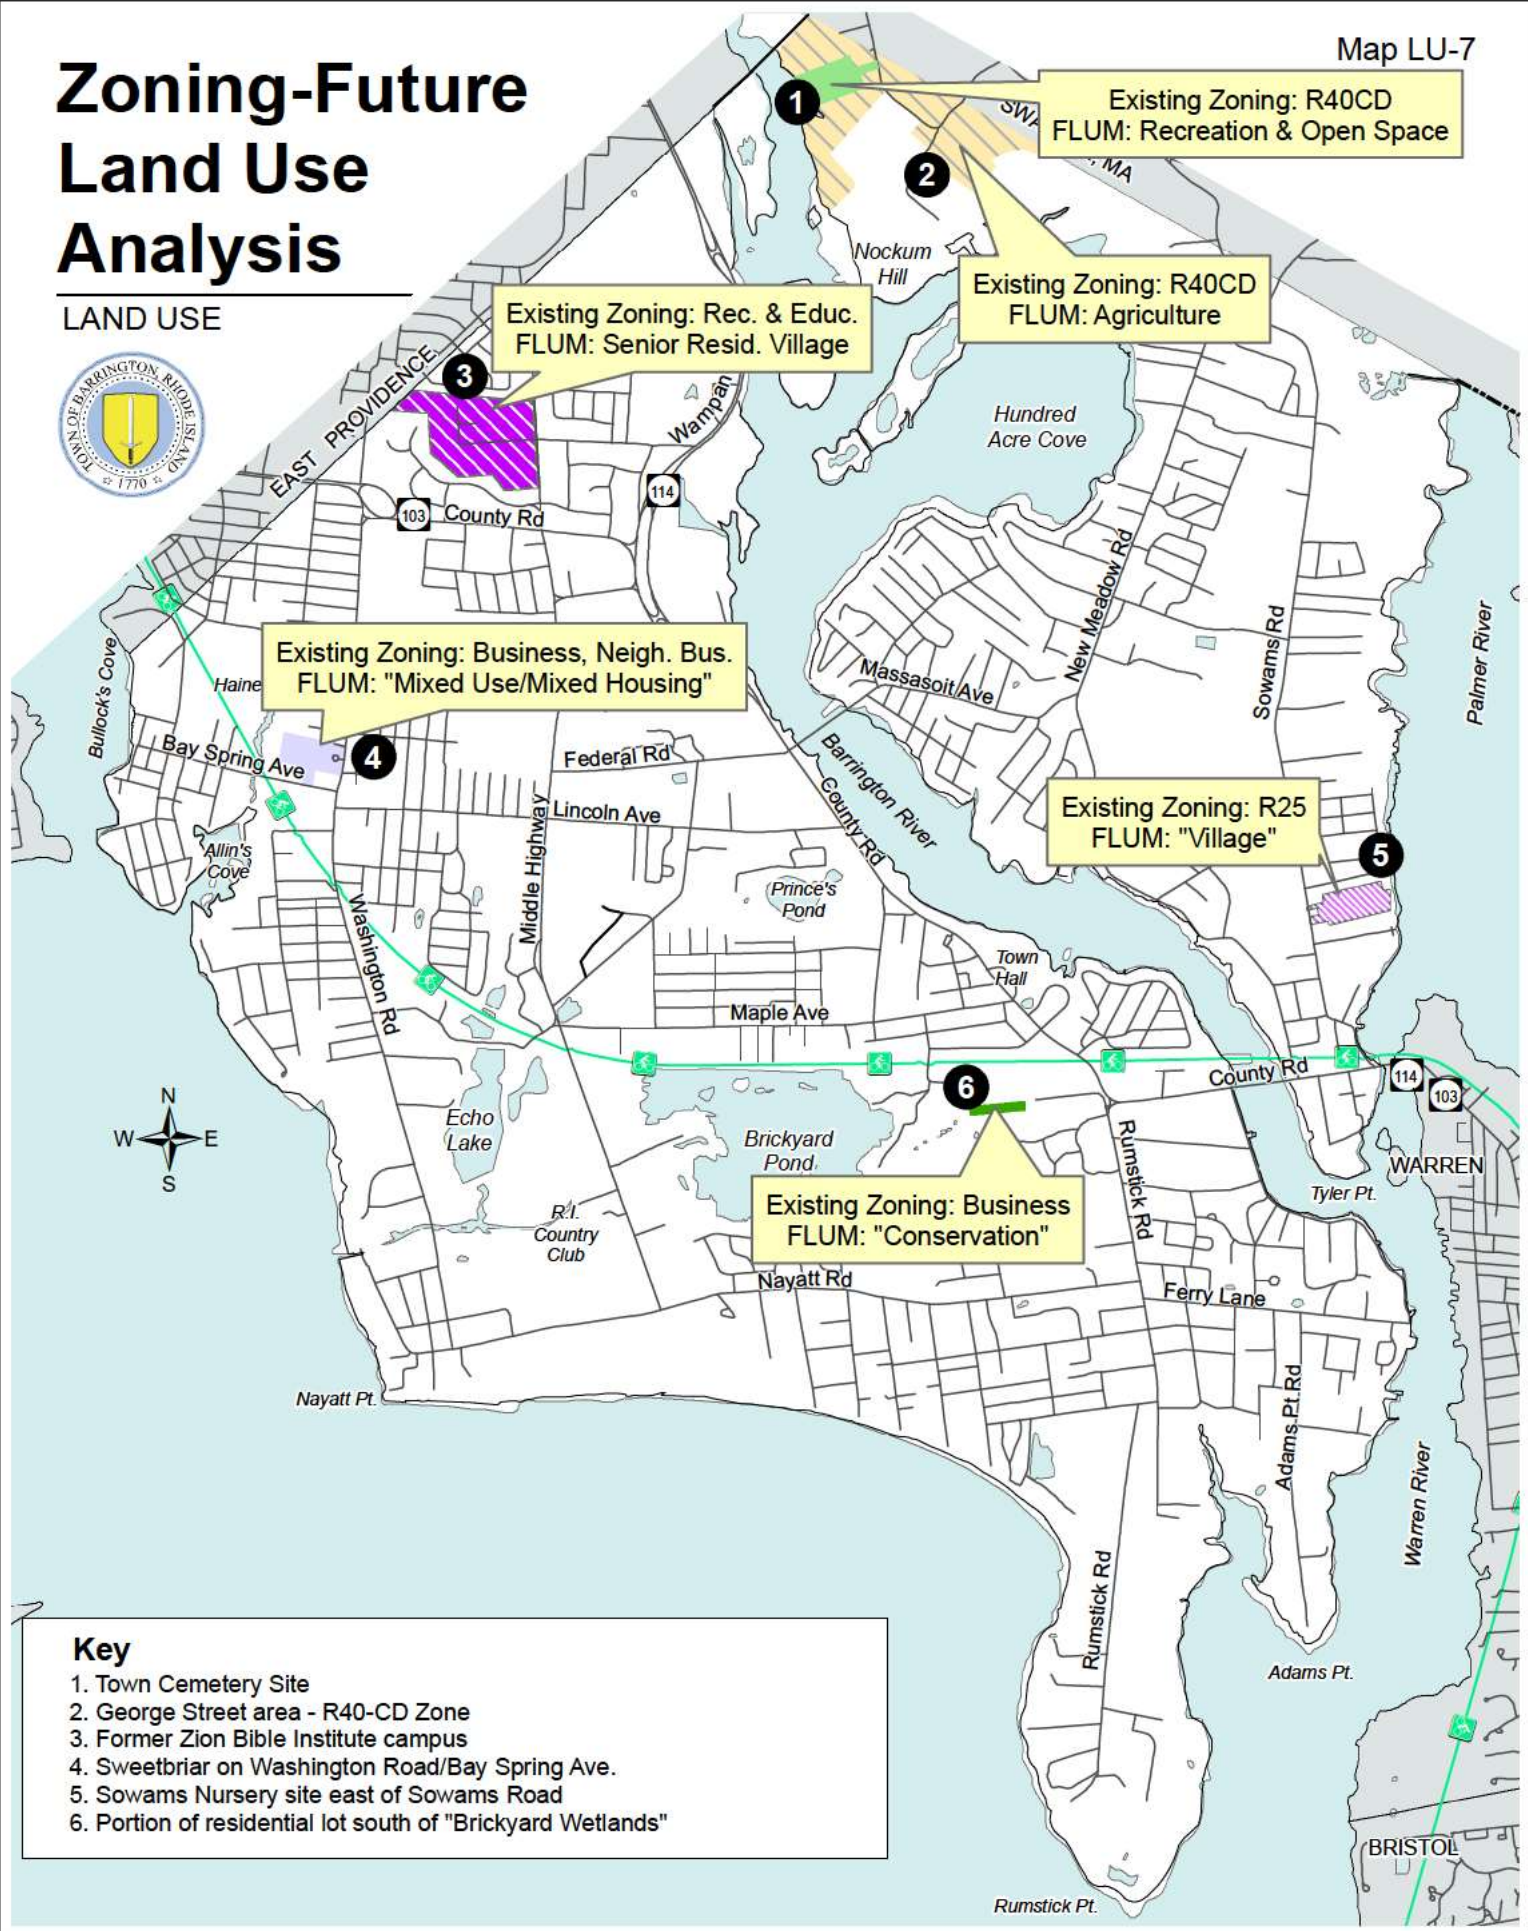 Map LU-7
Zoning-Future
Land Use
Analysis
LAND USE
TOWN OF BARRINGTON, RHODE ISLAND
☆ 1770 ☆
1
Existing Zoning: R40CD
FLUM: Recreation & Open Space
SWA
, MA
2
Nockum
Hill
Existing Zoning: R40CD
FLUM: Agriculture
Existing Zoning: Rec. & Educ.
FLUM: Senior Resid. Village
3
EAST PROVIDENCE
Wampan
Hundred
Acre Cove
114
103
County Rd
New Meadow Rd
Sowams Rd
Palmer River
Bullock's Cove
Existing Zoning: Business, Neigh. Bus.
FLUM: "Mixed Use/Mixed Housing"
Haine
Massasoit Ave
Bay Spring Ave
4
Federal Rd
Barrington River
County Rd
Lincoln Ave
Middle Highway
Existing Zoning: R25
FLUM: "Village"
5
Allin's
Cove
Prince's
Pond
Washington Rd
Town
Hall
Maple Ave
6
County Rd
114
103
N
W
E
S
Echo
Lake
Brickyard
Pond
Rumstick Rd
WARREN
Tyler Pt.
Existing Zoning: Business
FLUM: "Conservation"
R.I.
Country
Club
Nayatt Rd
Ferry Lane
Nayatt Pt.
Adams Pt Rd
Warren River
Rumstick Rd
Adams Pt.
Key
1. Town Cemetery Site
2. George Street area - R40-CD Zone
3. Former Zion Bible Institute campus
4. Sweetbriar on Washington Road/Bay Spring Ave.
5. Sowams Nursery site east of Sowams Road
6. Portion of residential lot south of "Brickyard Wetlands"
BRISTOL
Rumstick Pt.